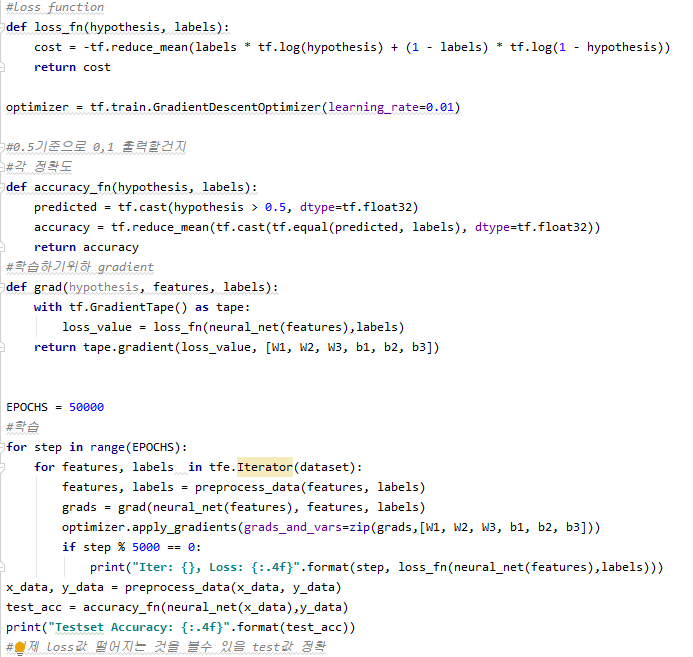 #loss function
def loss_fn(hypothesis, labels):
    cost = -tf.reduce_mean(labels * tf.log(hypothesis) + (1 - labels) * tf.log(1 - hypothesis))
    return cost
optimizer = tf.train.GradientDescentOptimizer(learning_rate=0.01)
#0.5기준으로 0,1 출력할건지
#각 정확도
def accuracy_fn(hypothesis, labels):
    predicted = tf.cast(hypothesis > 0.5, dtype=tf.float32)
    accuracy = tf.reduce_mean(tf.cast(tf.equal(predicted, labels), dtype=tf.float32))
    return accuracy
#학습하기위하 gradient
def grad(hypothesis, features, labels):
    with tf.GradientTape() as tape:
        loss_value = loss_fn(neural_net(features),labels)
    return tape.gradient(loss_value, [W1, W2, W3, b1, b2, b3])
EPOCHS = 50000
#학습
for step in range(EPOCHS):
    for features, labels  in tfe.Iterator(dataset):
        features, labels = preprocess_data(features, labels)
        grads = grad(neural_net(features), features, labels)
        optimizer.apply_gradients(grads_and_vars=zip(grads,[W1, W2, W3, b1, b2, b3]))
        if step % 5000 == 0:
            print("Iter: {}, Loss: {:.4f}".format(step, loss_fn(neural_net(features),labels)))
x_data, y_data = preprocess_data(x_data, y_data)
test_acc = accuracy_fn(neural_net(x_data),y_data)
print("Testset Accuracy: {:.4f}".format(test_acc))
#제 loss값 떨어지는 것을 볼수 있음 test값 정확